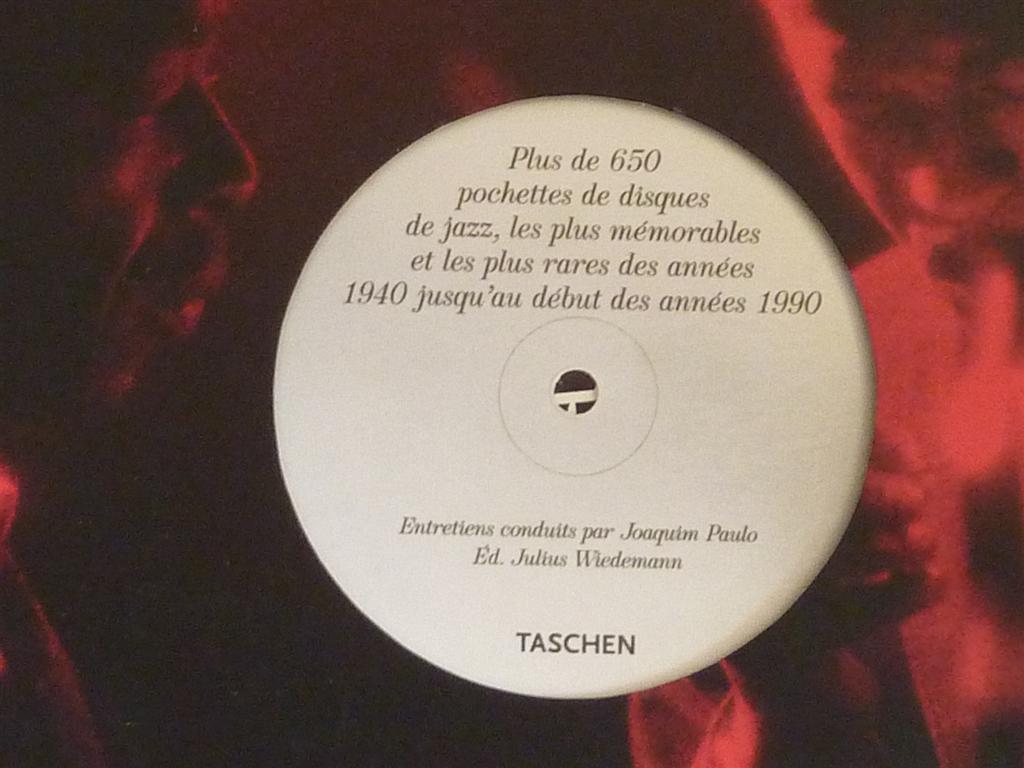 Plus de 650
pochettes de disques
de jazz, les plus mémorables
et les plus rares des années
1940 jusqu'au début des années 1990
Entretiens conduits par Joaquim Paulo
Éd. Julius Wiedemann
TASCHEN